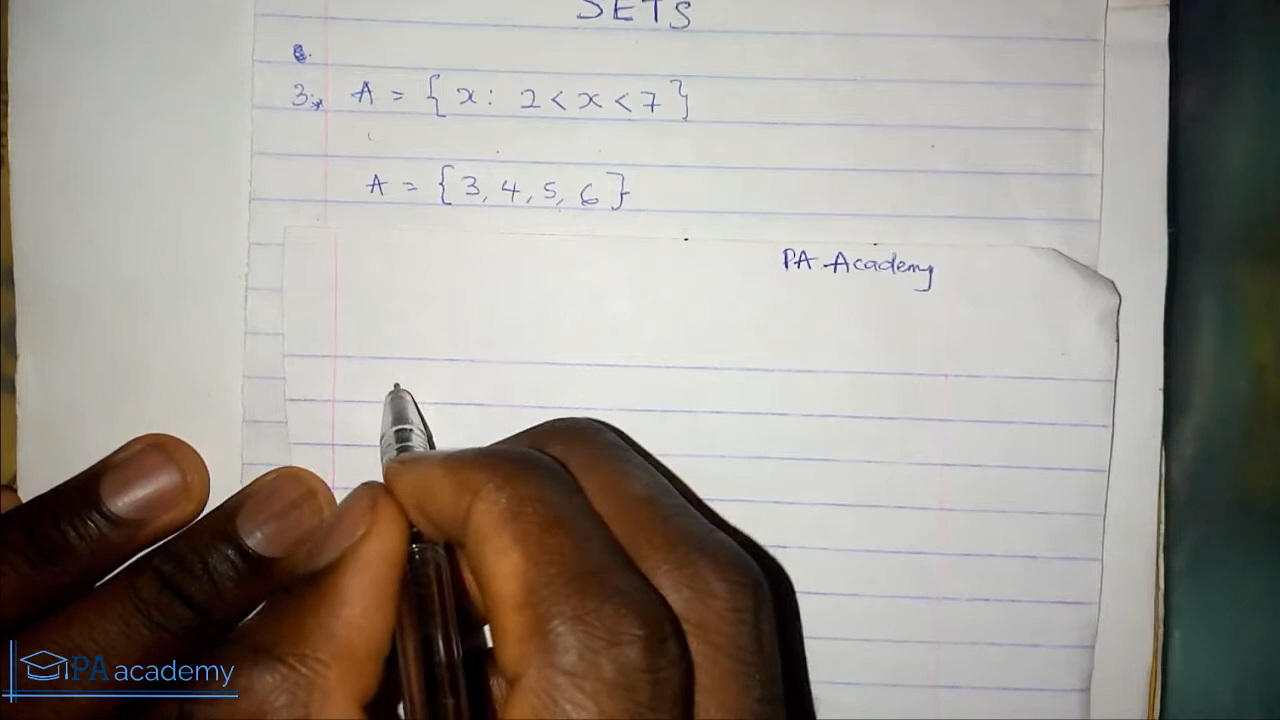 SETS
3. A = { x : 2 < x < 7 }
A = { 3, 4, 5, 6 }
PA Academy
PA academy